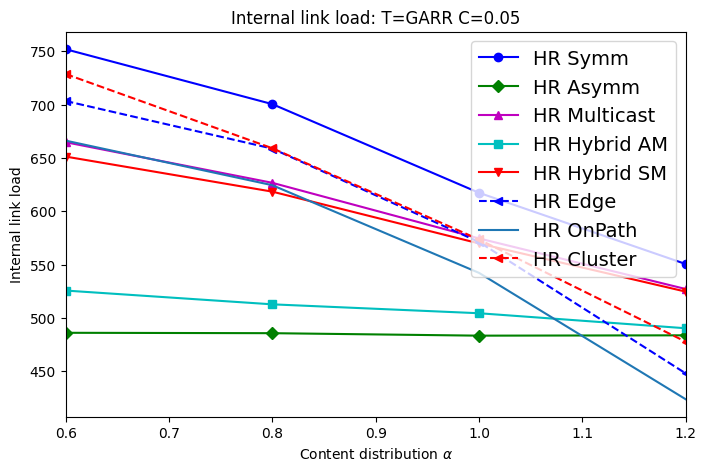 Internal link load: T=GARR C=0.05
750
700
650
600
550
500
450
Internal link load
HR Symm
HR Asymm
HR Multicast
HR Hybrid AM
HR Hybrid SM
HR Edge
HR OnPath
HR Cluster
0.6 0.7 0.8 0.9 1.0 1.1 1.2
Content distribution α